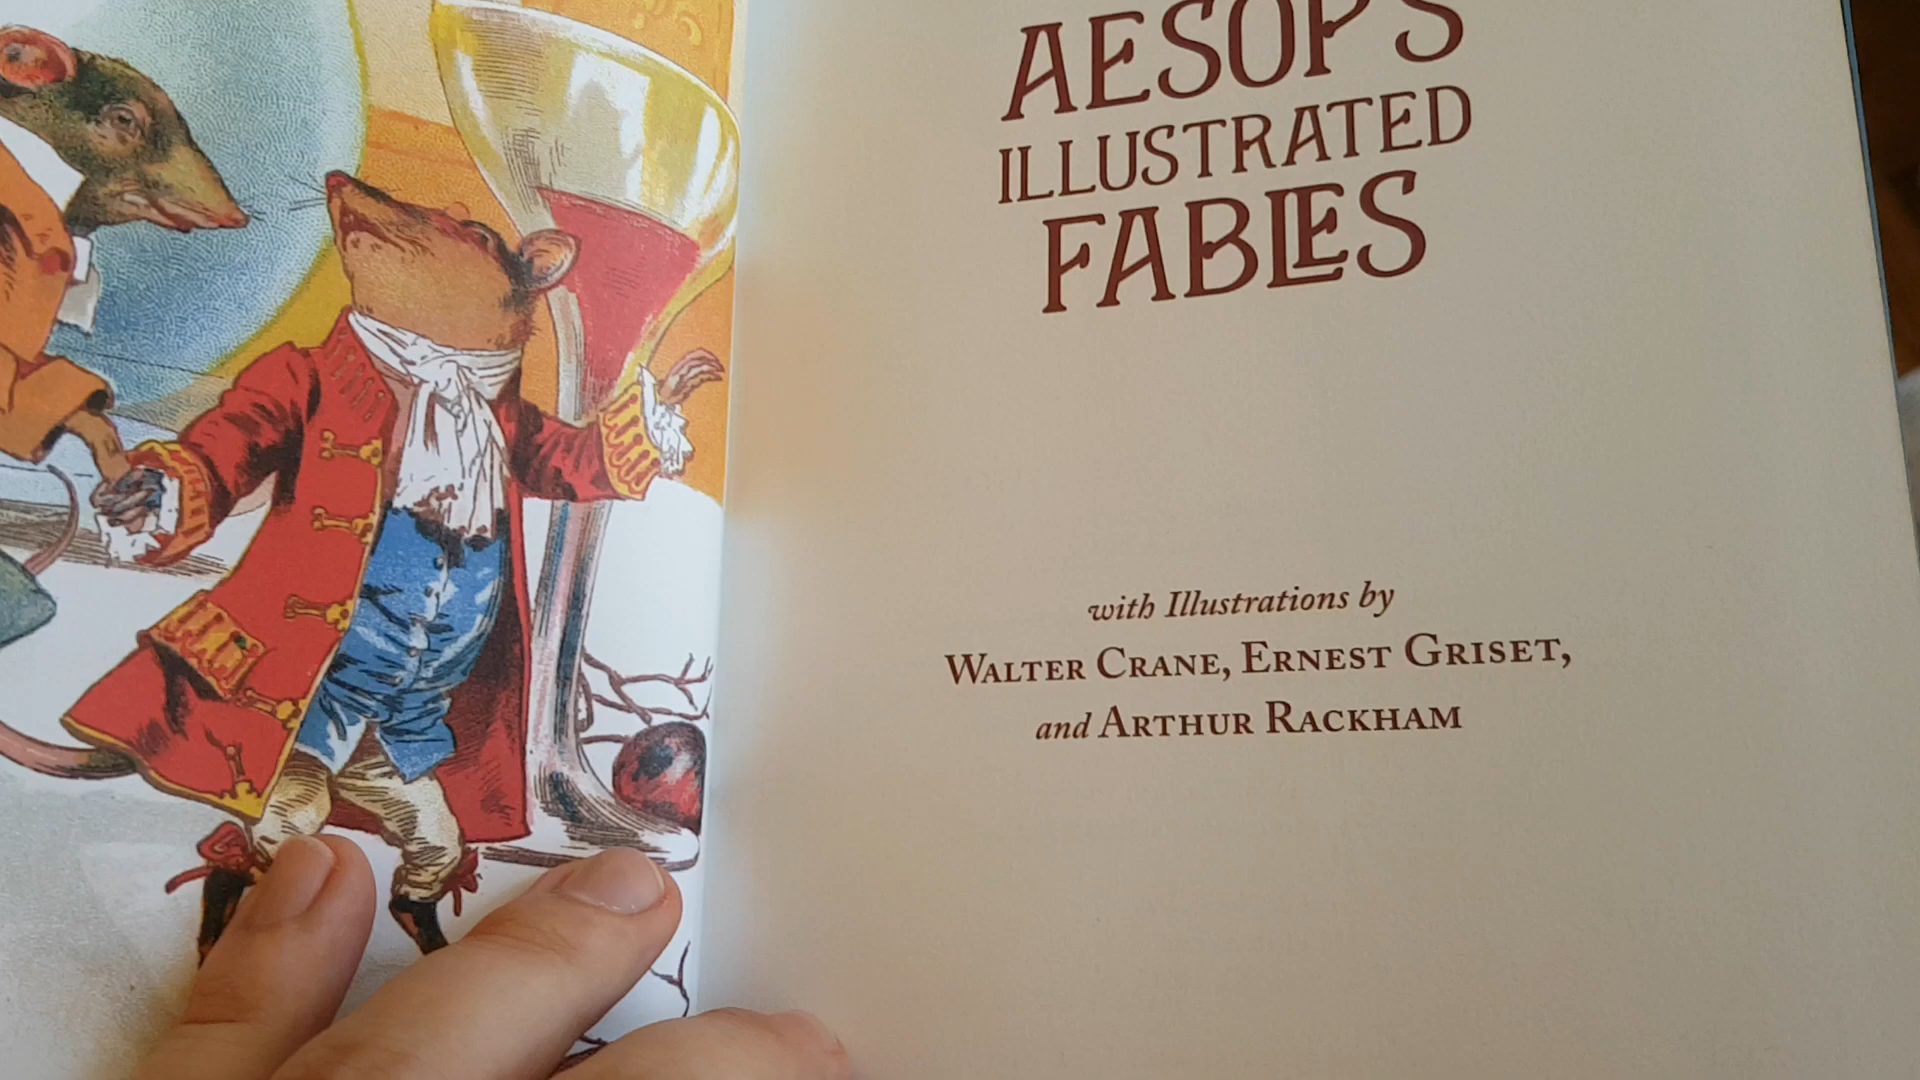 AESOP'S
ILLUSTRATED
FABLES
with Illustrations by
WALTER CRANE, ERNEST GRISET,
and ARTHUR RACKHAM